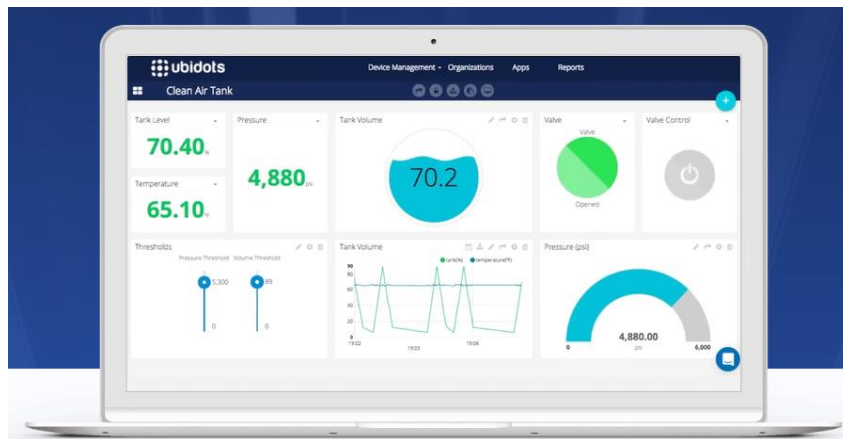 ubidots
Device Management Organizations Apps Reports
Clean Air Tank
Tank Level
70.40
Pressure
4,880 psi
Temperature
65.10
Tank Volume
70.2
Valve
Valve
Opened
Valve Control
Thresholds
Pressure Threshold Volume Threshold
5,300 99
0 0
Tank Volume
tank(%) temperature(°f)
90
80
60
40
20
0
19:02 19:03 19:04
Pressure (psi)
4,880.00
0 psi 6,000